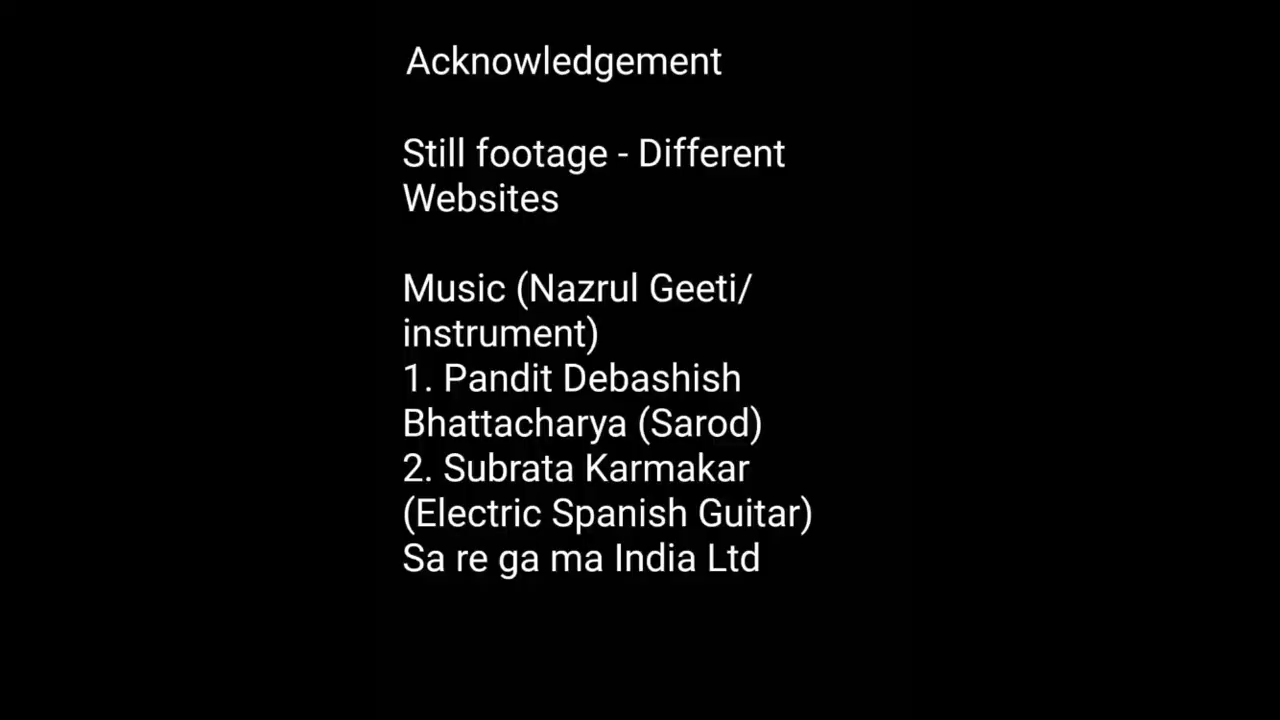 Acknowledgement
Still footage - Different
Websites
Music (Nazrul Geeti/
instrument)
1. Pandit Debashish
Bhattacharya (Sarod)
2. Subrata Karmakar
(Electric Spanish Guitar)
Sa re ga ma India Ltd